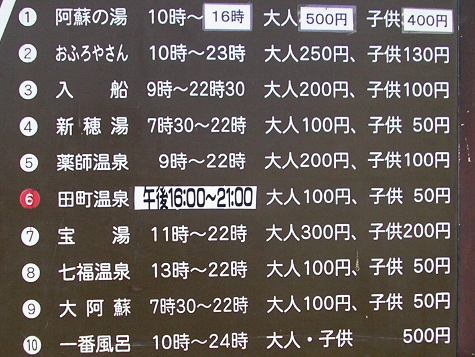 ① 阿蘇の湯 10時～16時 大人500円、子供400円
② おふろやさん 10時～23時 大人250円、子供130円
③ 入船 9時～22時30 大人200円、子供100円
④ 新穂湯 7時30～22時 大人100円、子供 50円
⑤ 薬師温泉 9時～22時 大人200円、子供100円
⑥ 田町温泉 午後16:00～21:00 大人100円、子供 50円
⑦ 宝湯 11時～22時 大人300円、子供200円
⑧ 七福温泉 13時～22時 大人100円、子供 50円
⑨ 大阿蘇 7時30～22時 大人100円、子供 50円
⑩ 一番風呂 10時～24時 大人・子供 500円